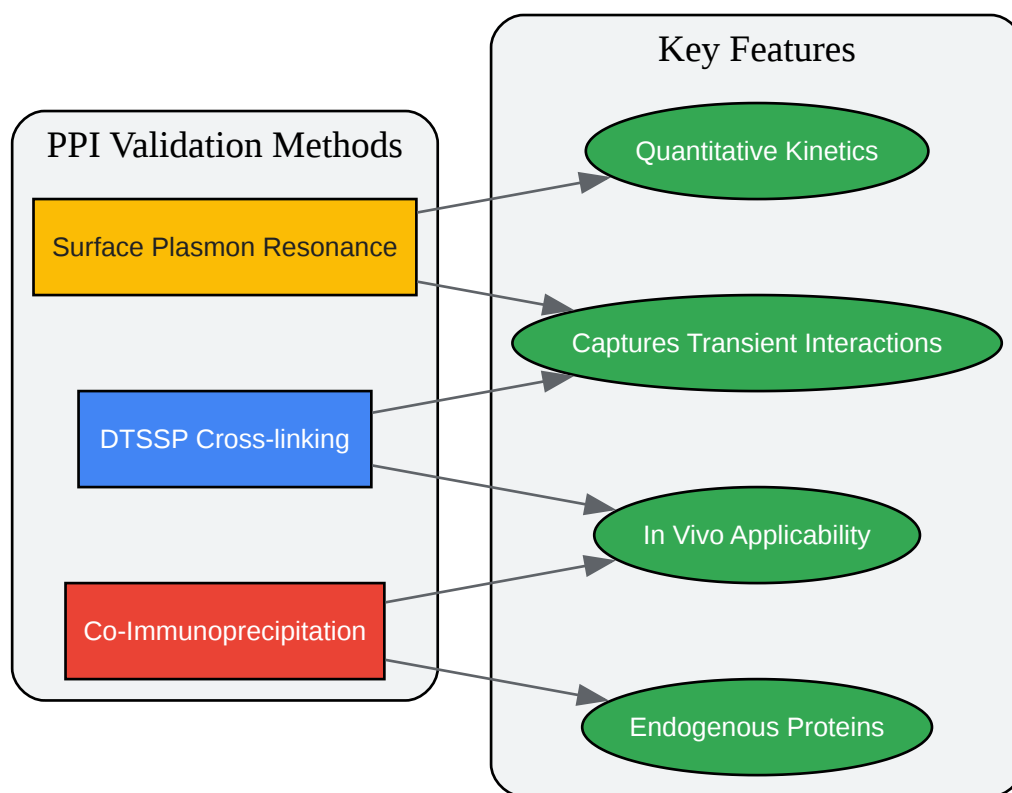 PPI Validation Methods
Surface Plasmon Resonance
DTSSP Cross-linking
Co-Immunoprecipitation
Key Features
Quantitative Kinetics
Captures Transient Interactions
In Vivo Applicability
Endogenous Proteins